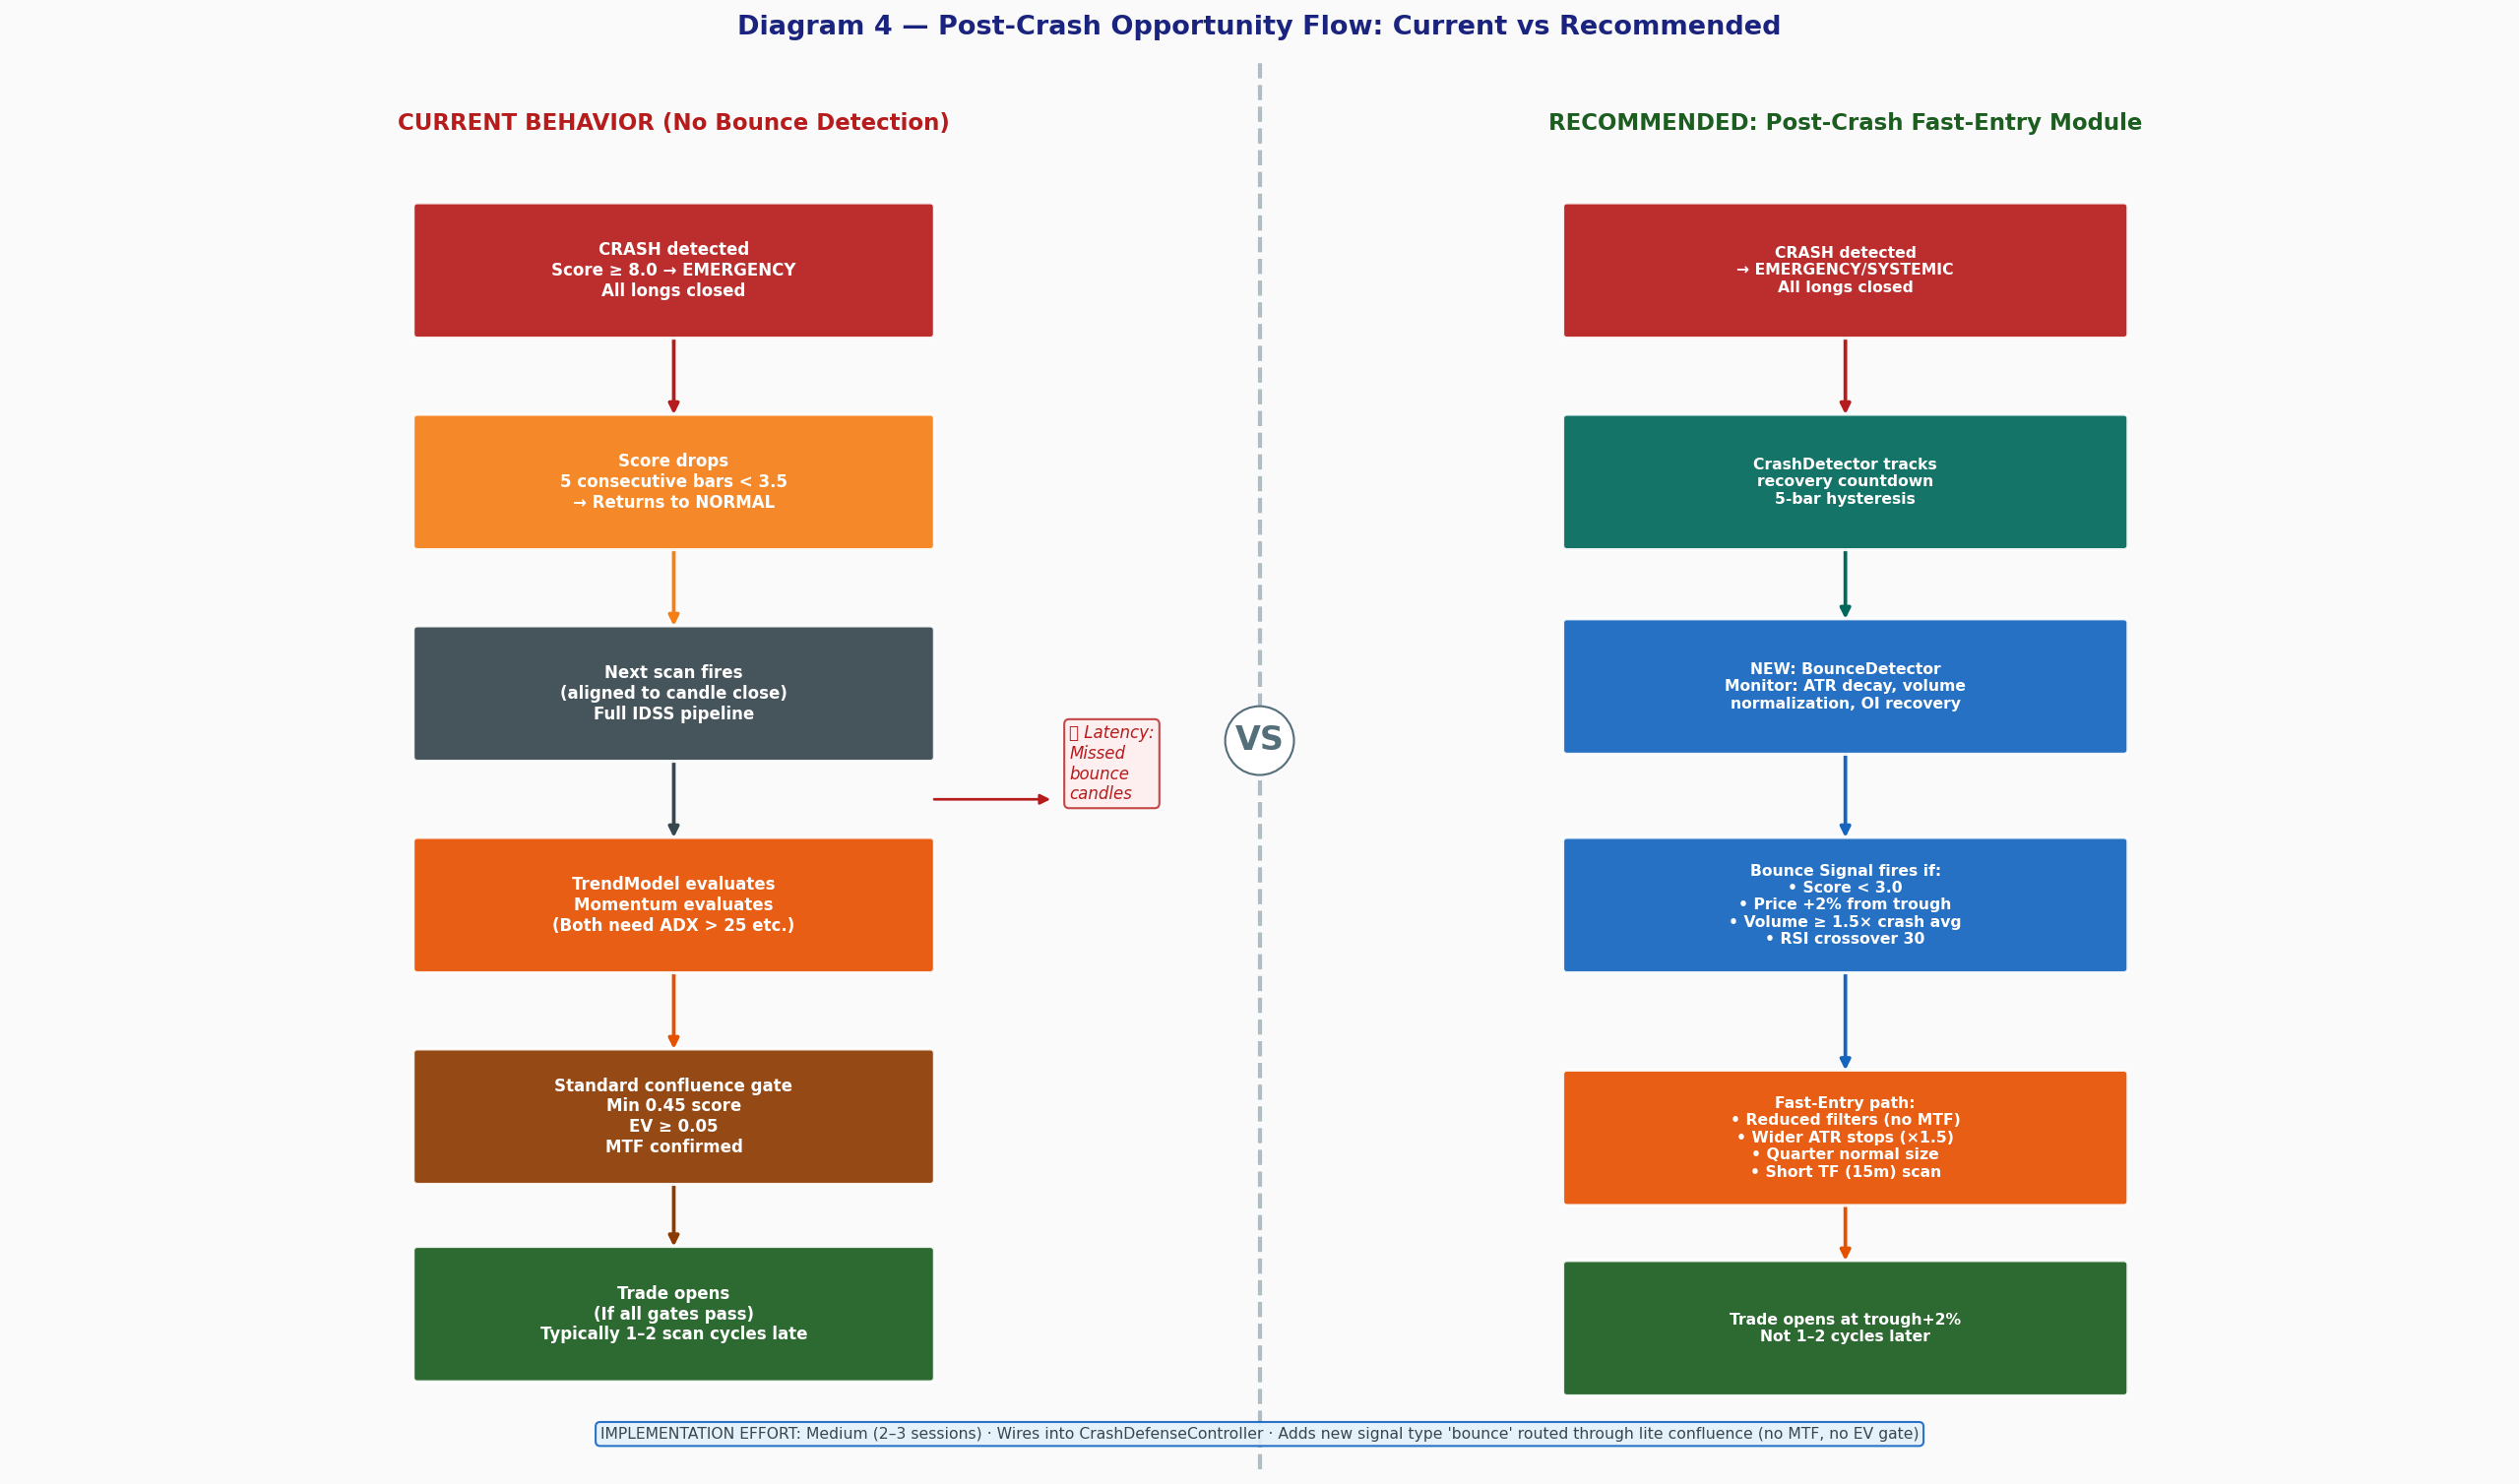 Diagram 4 — Post-Crash Opportunity Flow: Current vs Recommended
CURRENT BEHAVIOR (No Bounce Detection)
CRASH detected
Score ≥ 8.0 → EMERGENCY
All longs closed
Score drops
5 consecutive bars < 3.5
→ Returns to NORMAL
Next scan fires
(aligned to candle close)
Full IDSS pipeline
Latency:
Missed
bounce
candles
TrendModel evaluates
Momentum evaluates
(Both need ADX > 25 etc.)
Standard confluence gate
Min 0.45 score
EV ≥ 0.05
MTF confirmed
Trade opens
(If all gates pass)
Typically 1–2 scan cycles late
VS
RECOMMENDED: Post-Crash Fast-Entry Module
CRASH detected
→ EMERGENCY/SYSTEMIC
All longs closed
CrashDetector tracks
recovery countdown
5-bar hysteresis
NEW: BounceDetector
Monitor: ATR decay, volume
normalization, OI recovery
Bounce Signal fires if:
• Score < 3.0
• Price +2% from trough
• Volume ≥ 1.5× crash avg
• RSI crossover 30
Fast-Entry path:
• Reduced filters (no MTF)
• Wider ATR stops (×1.5)
• Quarter normal size
• Short TF (15m) scan
Trade opens at trough+2%
Not 1–2 cycles later
IMPLEMENTATION EFFORT: Medium (2–3 sessions) · Wires into CrashDefenseController · Adds new signal type 'bounce' routed through lite confluence (no MTF, no EV gate)